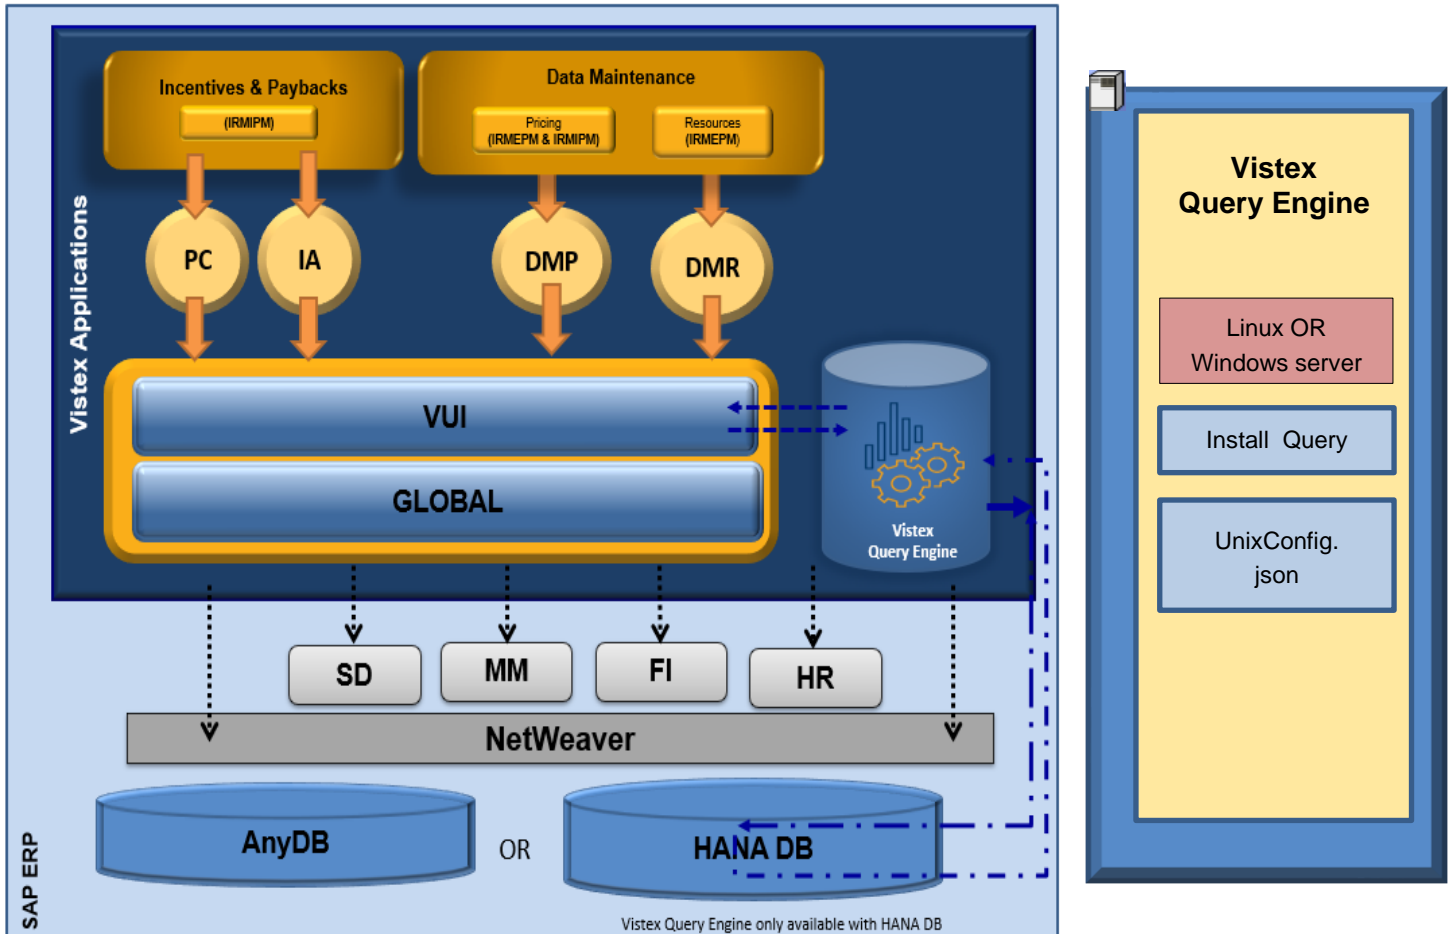 Incentives & Paybacks
(IRMIPM)
Data Maintenance
Pricing
(IRMEPM & IRMIPM)
Resources
(IRMEPM)
Vistex Applications
PC
IA
DMP
DMR
VUI
GLOBAL
Vistex
Query Engine
SD
MM
FI
HR
NetWeaver
AnyDB
OR
HANA DB
SAP ERP
Vistex Query Engine only available with HANA DB
Vistex
Query Engine
Linux OR
Windows server
Install Query
UnixConfig.
json